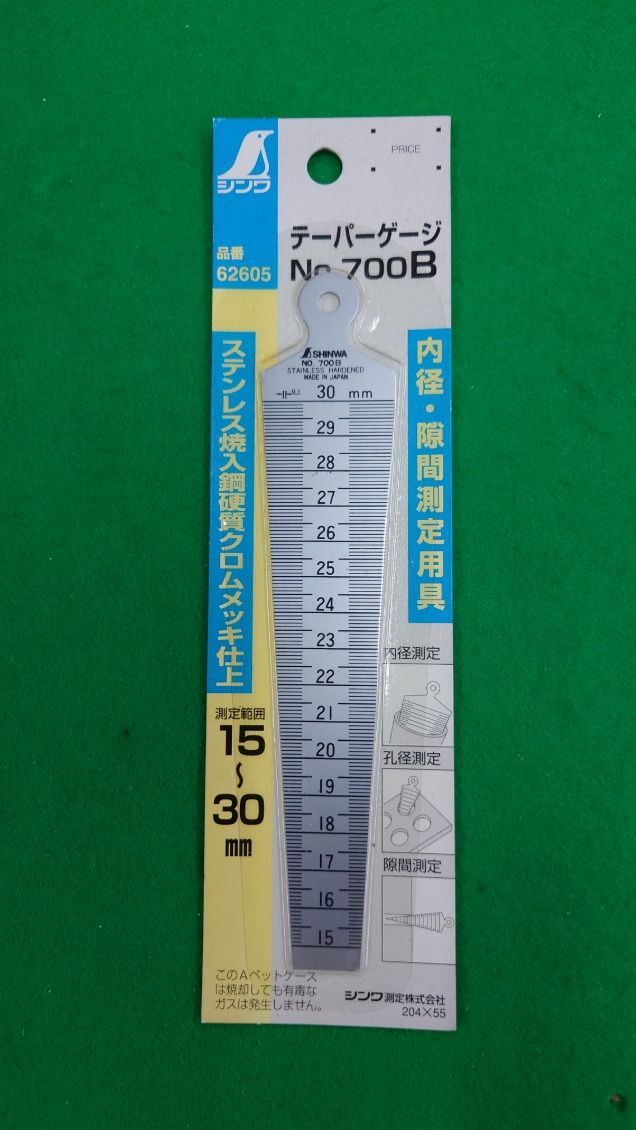 シンワ
PRICE
品番
62605
テーパーゲージ
No.700B
SHINWA
NO. 700B
STAINLESS HARDENED
MADE IN JAPAN
0.1
30 mm
29
28
27
26
25
24
23
22
21
20
19
18
17
16
15
ステンレス焼入鋼硬質クロムメッキ仕上
内径・隙間測定用具
測定範囲
15
〜
30
mm
内径測定
孔径測定
隙間測定
このAペットケース
は焼却しても有毒な
ガスは発生しません。
シンワ測定株式会社
204×55